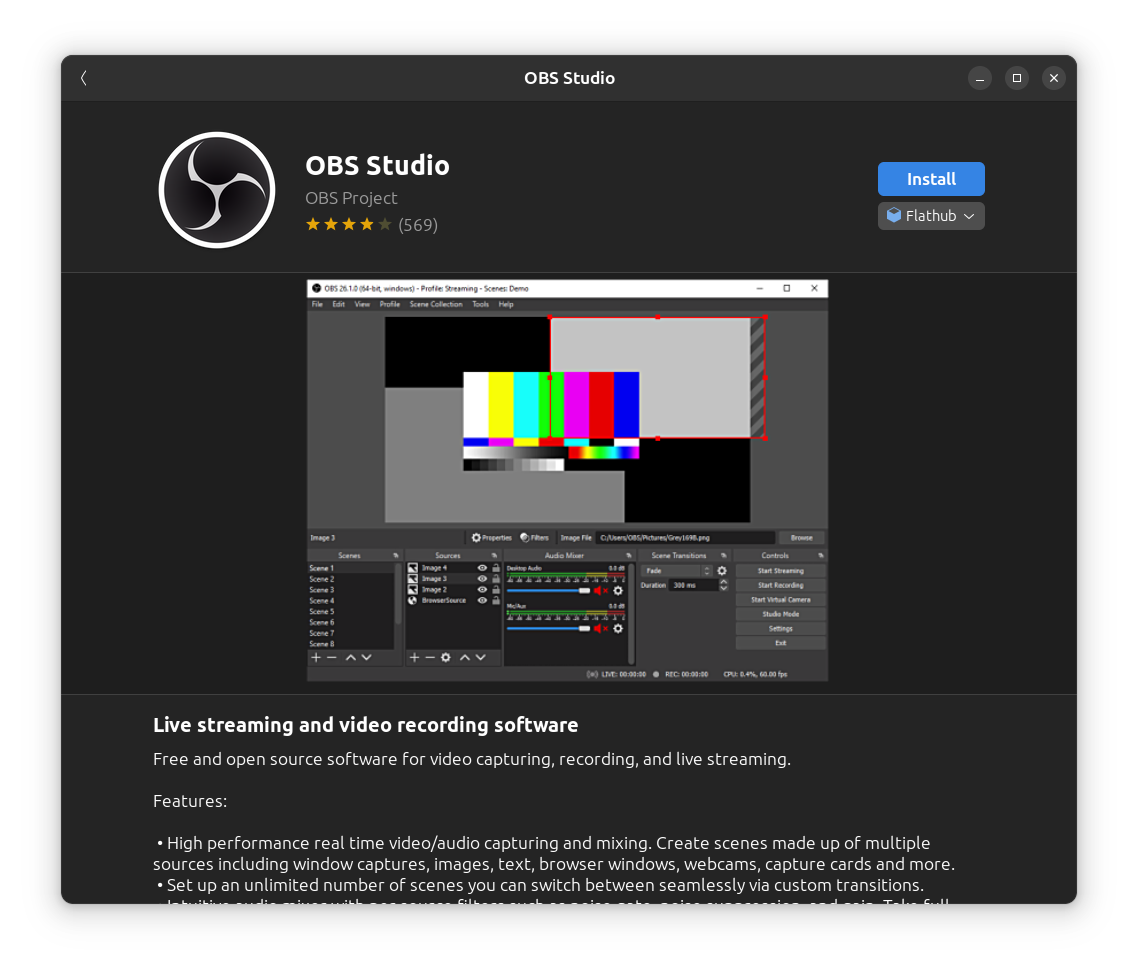 OBS Studio
OBS Studio
OBS Project
(569)
Install
Flathub
OBS 26.1.0 (64-bit, windows) - Profile: Streaming - Scenes: Demo
File Edit View Profile Scene Collection Tools Help
Image 3 Properties Filters Image File C:/Users/OBS/Pictures/Grey169B.png Browse
Scenes Sources Audio Mixer Scene Transitions Controls
Scene 1
Scene 2
Scene 3
Scene 4
Scene 5
Scene 6
Scene 7
Scene 8
Image 4
Image 3
Image 2
BrowserSource
Desktop Audio 0.0 dB
Mic/Aux 0.0 dB
Fade
Duration 300 ms
Start Streaming
Start Recording
Start Virtual Camera
Studio Mode
Settings
Exit
LIVE: 00:00:00 REC: 00:00:00 CPU: 0.4%, 60.00 fps
Live streaming and video recording software
Free and open source software for video capturing, recording, and live streaming.
Features:
• High performance real time video/audio capturing and mixing. Create scenes made up of multiple
sources including window captures, images, text, browser windows, webcams, capture cards and more.
• Set up an unlimited number of scenes you can switch between seamlessly via custom transitions.